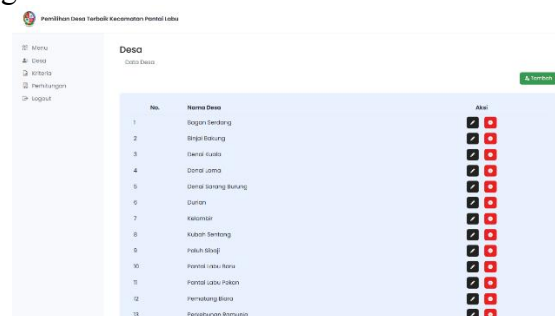 g
Pemilihan Desa Terbaik Kecamatan Pantai Labu
Menu
Desa
Kriteria
Perhitungan
Logout
Desa
Data Desa
Tambah
No. Nama Desa Aksi
1 Bagan Serdang
2 Binjai Bakung
3 Denai Kuala
4 Denai Lama
5 Denai Sarang Burung
6 Durian
7 Kelambir
8 Kubah Sentang
9 Paluh Sibaji
10 Pantai Labu Baru
11 Pantai Labu Pekan
12 Pematang Biara
13 Perkebunan Ramunia